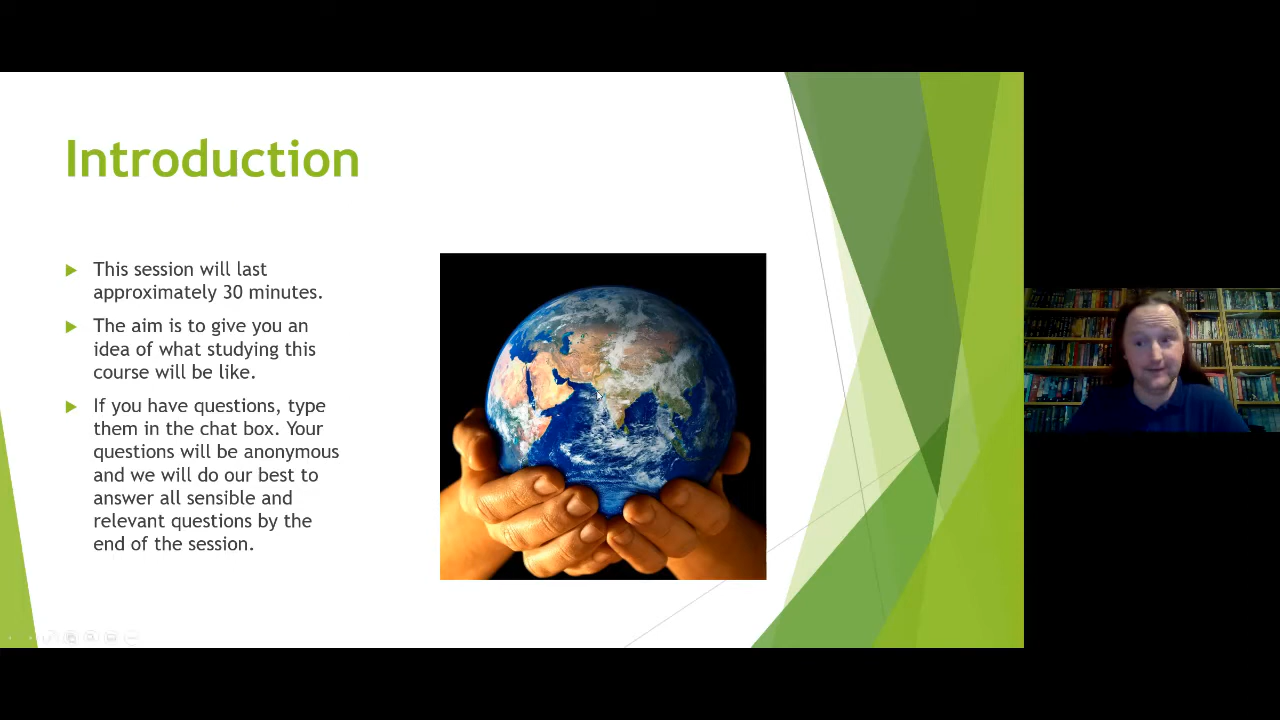 Introduction
This session will last
approximately 30 minutes.
The aim is to give you an
idea of what studying this
course will be like.
If you have questions, type
them in the chat box. Your
questions will be anonymous
and we will do our best to
answer all sensible and
relevant questions by the
end of the session.